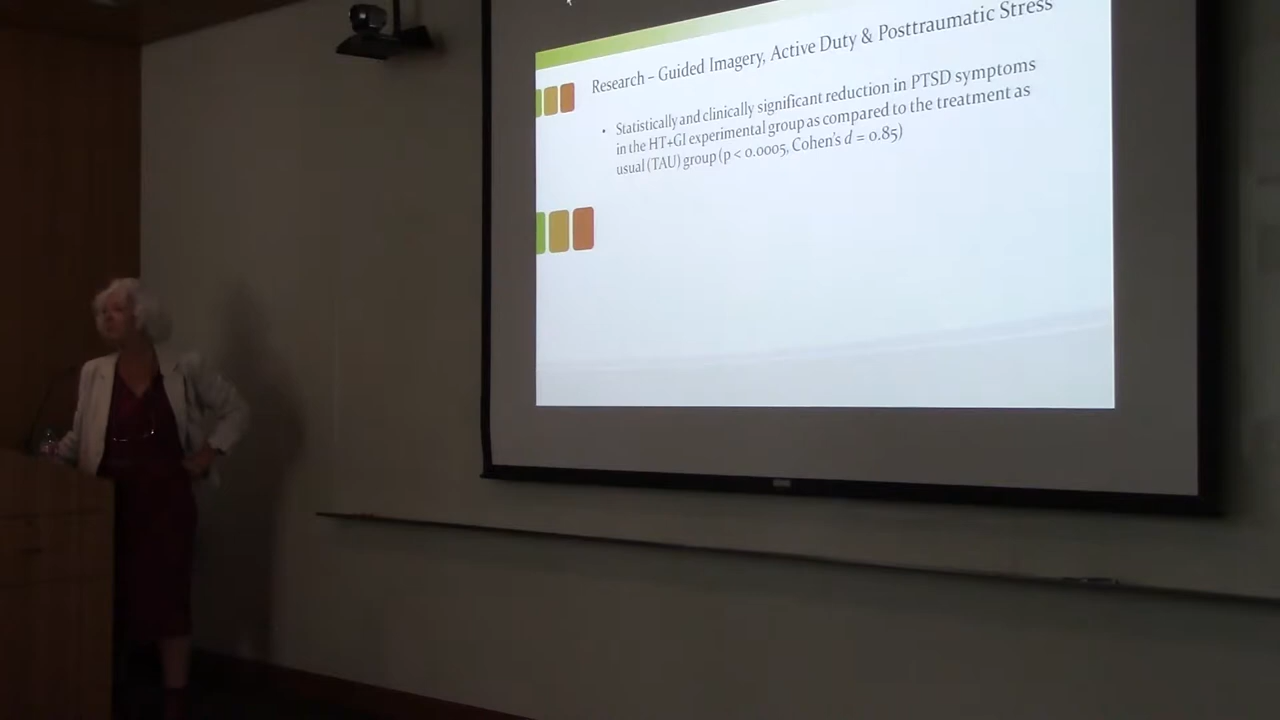 Research – Guided Imagery, Active Duty & Posttraumatic Stress
• Statistically and clinically significant reduction in PTSD symptoms
in the HT+GI experimental group as compared to the treatment as
usual (TAU) group (p < 0.0005, Cohen's d = 0.85)